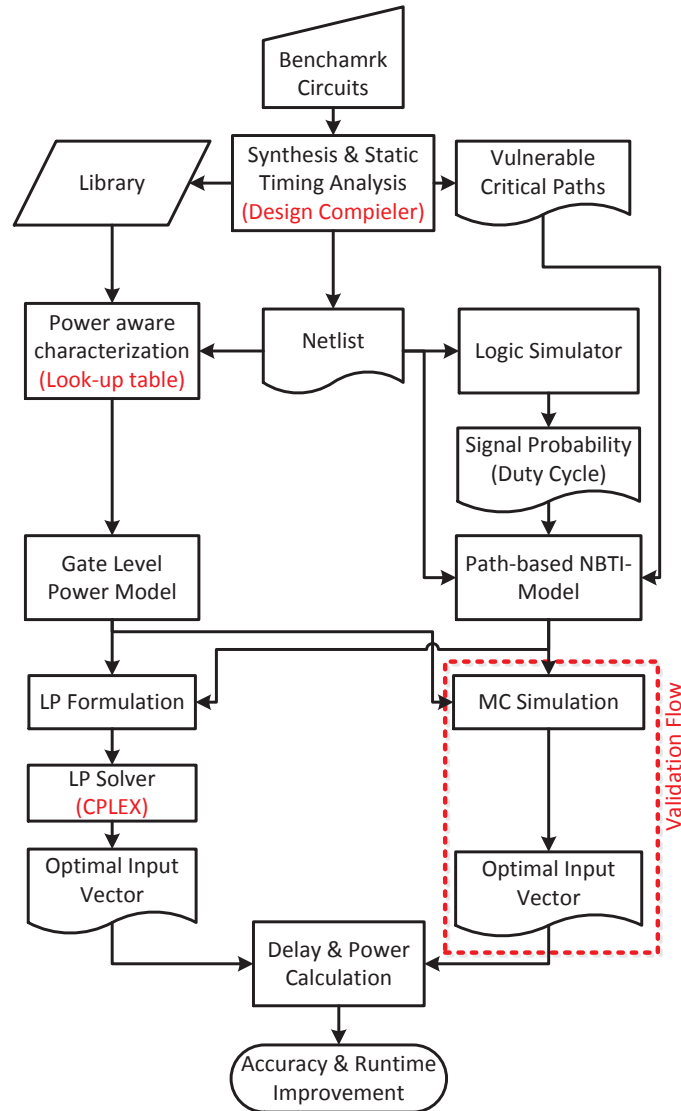 Benchamrk
Circuits
Library
Synthesis & Static
Timing Analysis
(Design Compieler)
Vulnerable
Critical Paths
Power aware
characterization
(Look-up table)
Netlist
Logic Simulator
Signal Probability
(Duty Cycle)
Gate Level
Power Model
Path-based NBTI-
Model
LP Formulation
MC Simulation
Validation Flow
LP Solver
(CPLEX)
Optimal Input
Vector
Optimal Input
Vector
Delay & Power
Calculation
Accuracy & Runtime
Improvement